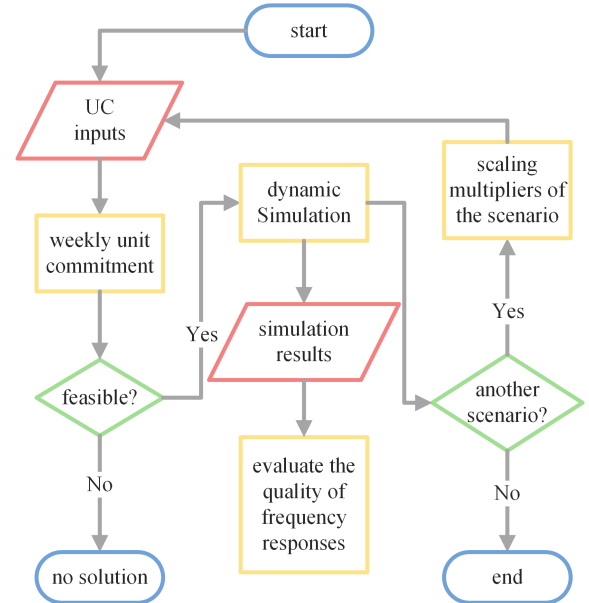 start
UC
inputs
weekly unit
commitment
feasible?
Yes
No
no solution
dynamic
Simulation
simulation
results
evaluate the
quality of
frequency
responses
scaling
multipliers of
the scenario
Yes
another
scenario?
No
end